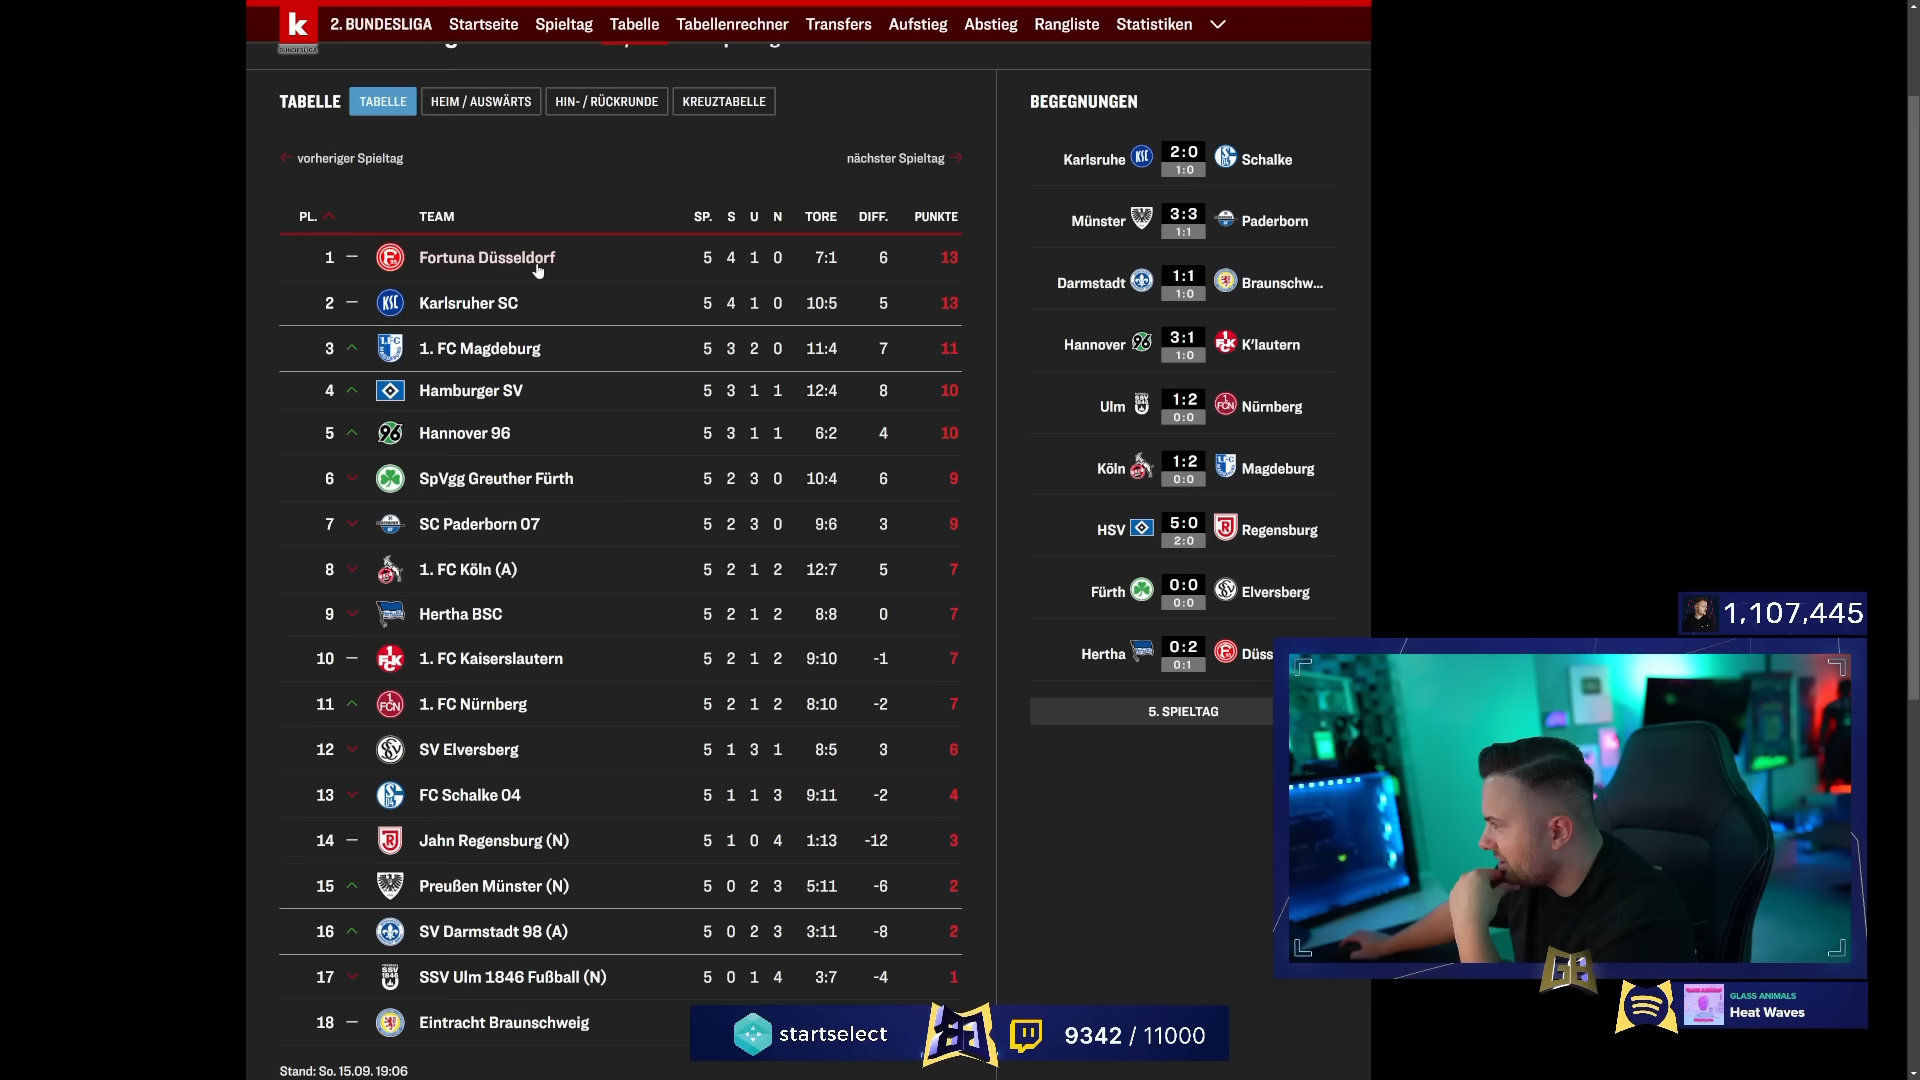 k 2. BUNDESLIGA Startseite Spieltag Tabelle Tabellenrechner Transfers Aufstieg Abstieg Rangliste Statistiken
BUNDESLIGA
TABELLE TABELLE HEIM / AUSWÄRTS HIN- / RÜCKRUNDE KREUZTABELLE
vorheriger Spieltag nächster Spieltag
PL. TEAM SP. S U N TORE DIFF. PUNKTE
1 Fortuna Düsseldorf 5 4 1 0 7:1 6 13
2 Karlsruher SC 5 4 1 0 10:5 5 13
3 1. FC Magdeburg 5 3 2 0 11:4 7 11
4 Hamburger SV 5 3 1 1 12:4 8 10
5 Hannover 96 5 3 1 1 6:2 4 10
6 SpVgg Greuther Fürth 5 2 3 0 10:4 6 9
7 SC Paderborn 07 5 2 3 0 9:6 3 9
8 1. FC Köln (A) 5 2 1 2 12:7 5 7
9 Hertha BSC 5 2 1 2 8:8 0 7
10 1. FC Kaiserslautern 5 2 1 2 9:10 -1 7
11 1. FC Nürnberg 5 2 1 2 8:10 -2 7
12 SV Elversberg 5 1 3 1 8:5 3 6
13 FC Schalke 04 5 1 1 3 9:11 -2 4
14 Jahn Regensburg (N) 5 1 0 4 1:13 -12 3
15 Preußen Münster (N) 5 0 2 3 5:11 -6 2
16 SV Darmstadt 98 (A) 5 0 2 3 3:11 -8 2
17 SSV Ulm 1846 Fußball (N) 5 0 1 4 3:7 -4 1
18 Eintracht Braunschweig
Stand: So. 15.09. 19:06
BEGEGNUNGEN
Karlsruhe 2:0 Schalke
1:0
Münster 3:3 Paderborn
1:1
Darmstadt 1:1 Braunschw...
1:0
Hannover 3:1 K'lautern
1:0
Ulm 1:2 Nürnberg
0:0
Köln 1:2 Magdeburg
0:0
HSV 5:0 Regensburg
2:0
Fürth 0:0 Elversberg
0:0
Hertha 0:2 Düss
0:1
5. SPIELTAG
1,107,445
startselect 9342 / 11000
GLASS ANIMALS
Heat Waves